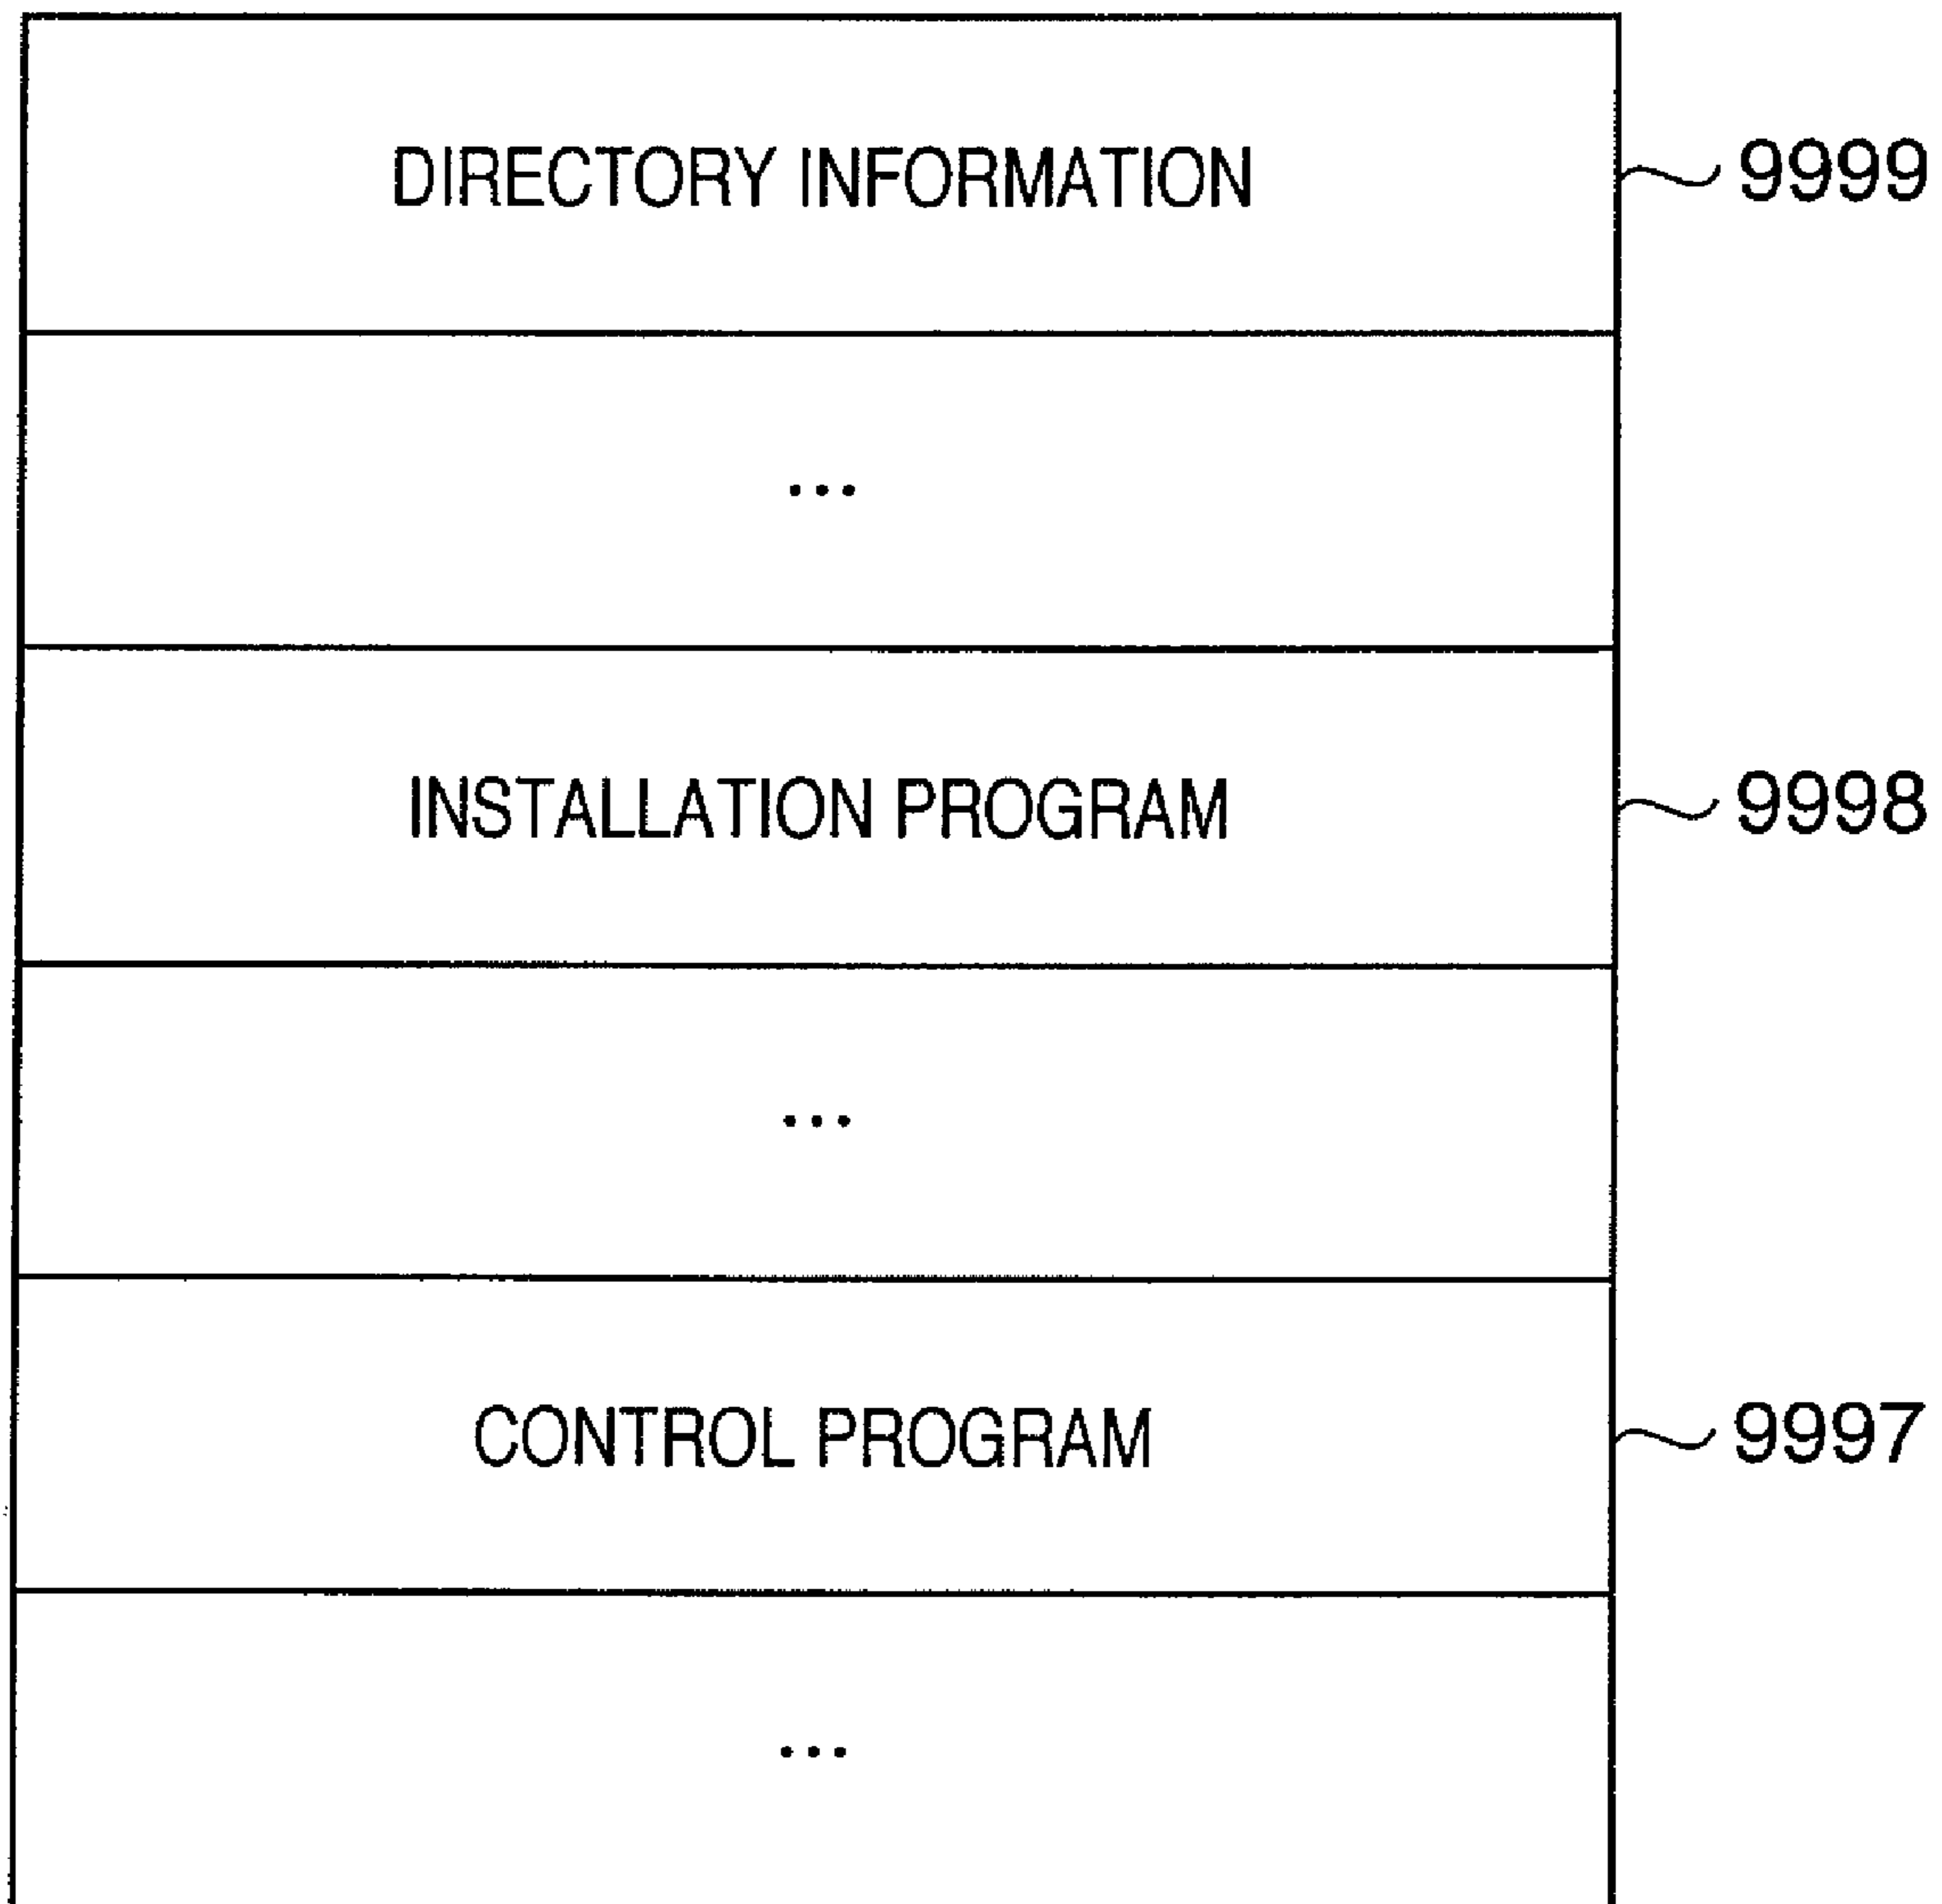 DIRECTORY INFORMATION 9999
...
INSTALLATION PROGRAM 9998
...
CONTROL PROGRAM 9997
...